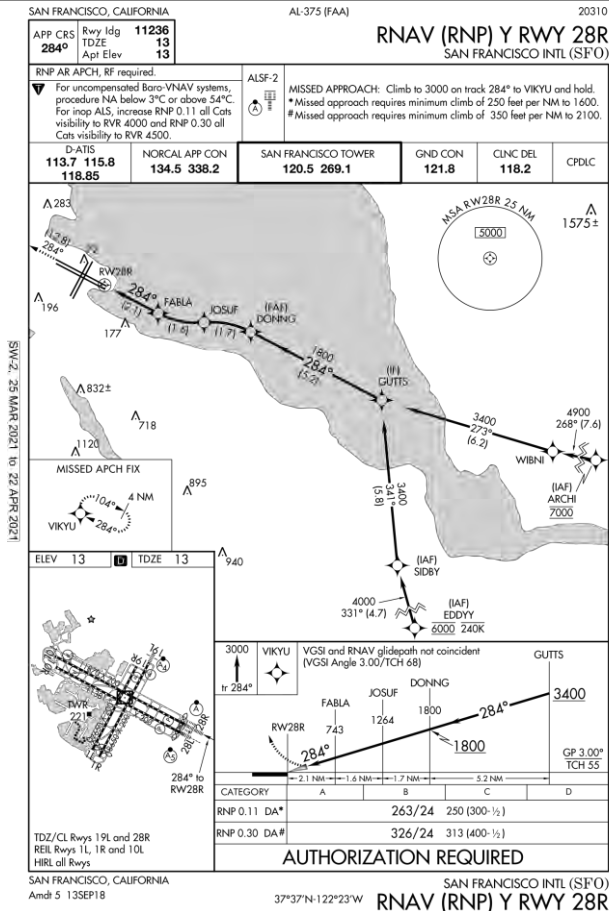 SAN FRANCISCO, CALIFORNIA
AL-375 (FAA)
20310
APP CRS
284°
Rwy Idg 11236
TDZE 13
Apt Elev 13
RNAV (RNP) Y RWY 28R
SAN FRANCISCO INTL (SFO)
RNP AR APCH, RF required.
T
For uncompensated Baro-VNAV systems,
procedure NA below 3°C or above 54°C.
For inop ALS, increase RNP 0.11 all Cats
visibility to RVR 4000 and RNP 0.30 all
Cats visibility to RVR 4500.
ALSF-2
A
MISSED APPROACH: Climb to 3000 on track 284° to VIKYU and hold.
*Missed approach requires minimum climb of 250 feet per NM to 1600.
#Missed approach requires minimum climb of 350 feet per NM to 2100.
D-ATIS
113.7 115.8
118.85
NORCAL APP CON
134.5 338.2
SAN FRANCISCO TOWER
120.5 269.1
GND CON
121.8
CLNC DEL
118.2
CPDLC
283
MSA RW28R 25 NM
5000
1575±
(12.8)
284°
RW28R
284°
(2.1)
FABLA
(1.6)
JOSUF
(1.7)
(FAF)
DONNG
196
177
1800
284°
(5.2)
(IF)
GUTTS
3400
273°
(6.2)
4900
268° (7.6)
WIBNI
(IAF)
ARCHI
7000
832±
718
1120
895
940
3400
341°
(5.8)
(IAF)
SIDBY
4000
331° (4.7)
(IAF)
EDDYY
6000 240K
MISSED APCH FIX
104°
4 NM
VIKYU
284°
SW-2, 25 MAR 2021 to 22 APR 2021
ELEV 13
D
TDZE 13
TWR
221
19L
19R
1R
28R
28L
A
A5
284° to
RW28R
TDZ/CL Rwys 19L and 28R
REIL Rwys 1L, 1R and 10L
HIRL all Rwys
3000
tr 284°
VIKYU
VGSI and RNAV glidepath not coincident
(VGSI Angle 3.00/TCH 68)
GUTTS
DONNG
JOSUF
FABLA
RW28R
743
1264
1800
284°
3400
284°
1800
GP 3.00°
TCH 55
2.1 NM
1.6 NM
1.7 NM
5.2 NM
CATEGORY A B C D
RNP 0.11 DA* 263/24 250 (300-½)
RNP 0.30 DA# 326/24 313 (400-½)
AUTHORIZATION REQUIRED
SAN FRANCISCO, CALIFORNIA
Amdt 5 13SEP18
37°37'N-122°23'W
SAN FRANCISCO INTL (SFO)
RNAV (RNP) Y RWY 28R